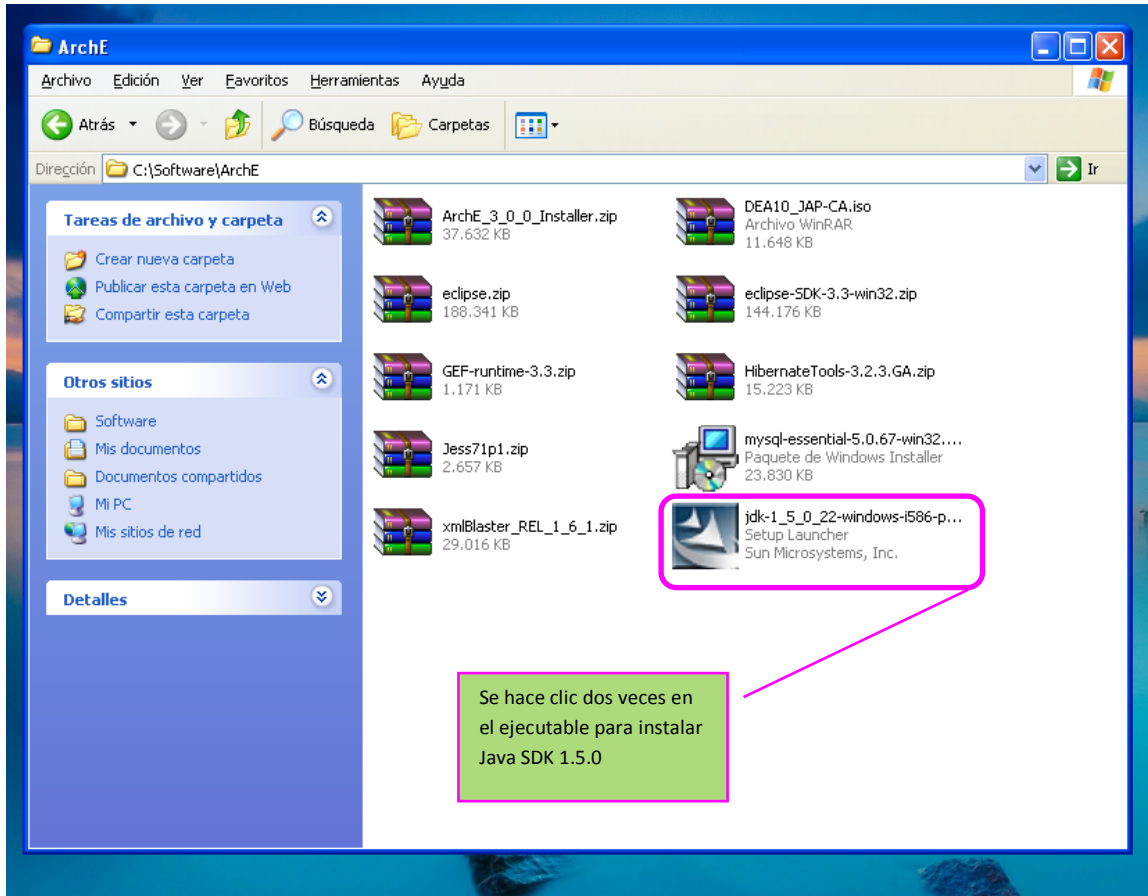 ArchE
Archivo Edición Ver Favoritos Herramientas Ayuda
Atrás Búsqueda Carpetas
Dirección C:\Software\ArchE Ir
Tareas de archivo y carpeta
Crear nueva carpeta
Publicar esta carpeta en Web
Compartir esta carpeta
Otros sitios
Software
Mis documentos
Documentos compartidos
Mi PC
Mis sitios de red
Detalles
ArchE_3_0_0_Installer.zip
37.632 KB
DEA10_JAP-CA.iso
Archivo WinRAR
11.648 KB
eclipse.zip
188.341 KB
eclipse-SDK-3.3-win32.zip
144.176 KB
GEF-runtime-3.3.zip
1.171 KB
HibernateTools-3.2.3.GA.zip
15.223 KB
Jess71p1.zip
2.657 KB
mysql-essential-5.0.67-win32....
Paquete de Windows Installer
23.830 KB
xmlBlaster_REL_1_6_1.zip
29.016 KB
jdk-1_5_0_22-windows-i586-p...
Setup Launcher
Sun Microsystems, Inc.
Se hace clic dos veces en
el ejecutable para instalar
Java SDK 1.5.0